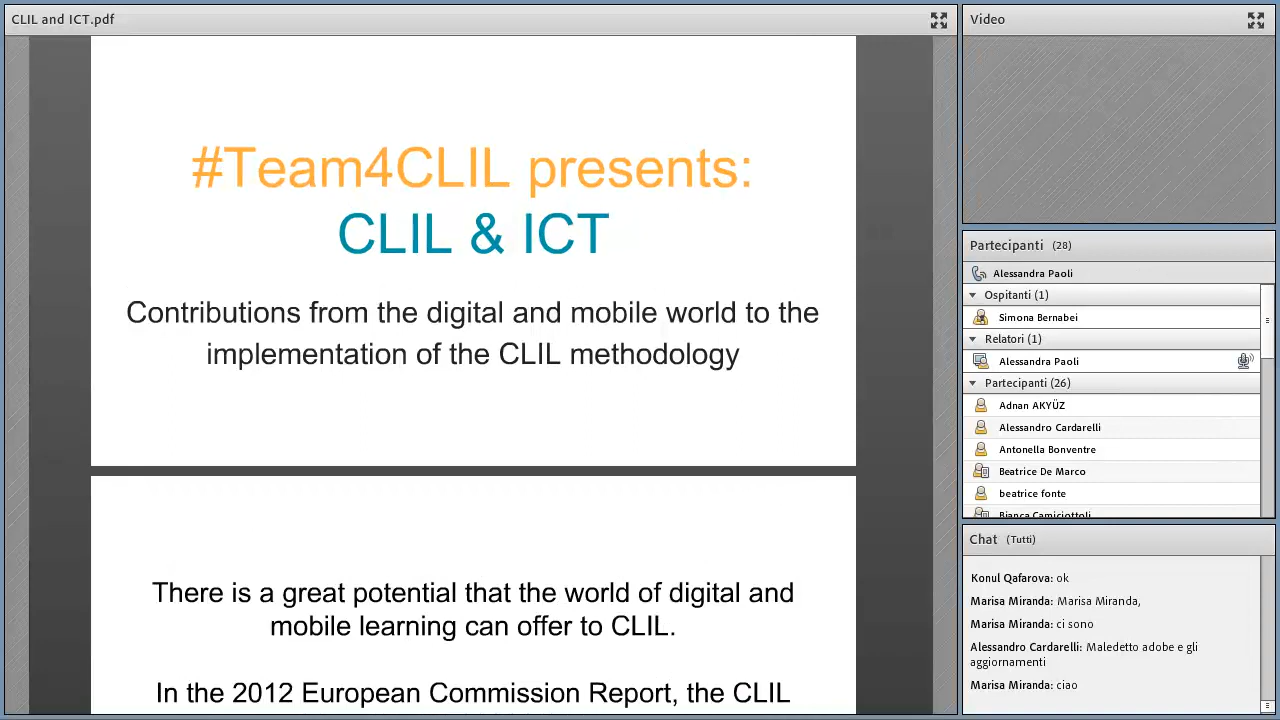 CLIL and ICT.pdf
#Team4CLIL presents:
CLIL & ICT
Contributions from the digital and mobile world to the
implementation of the CLIL methodology
There is a great potential that the world of digital and
mobile learning can offer to CLIL.
In the 2012 European Commission Report, the CLIL
Video
Partecipanti (28)
Alessandra Paoli
Ospitanti (1)
Simona Bernabei
Relatori (1)
Alessandra Paoli
Partecipanti (26)
Adnan AKYÜZ
Alessandro Cardarelli
Antonella Bonventre
Beatrice De Marco
beatrice fonte
Bianca Camiciottoli
Chat (Tutti)
Konul Qafarova: ok
Marisa Miranda: Marisa Miranda,
Marisa Miranda: ci sono
Alessandro Cardarelli: Maledetto adobe e gli
aggiornamenti
Marisa Miranda: ciao